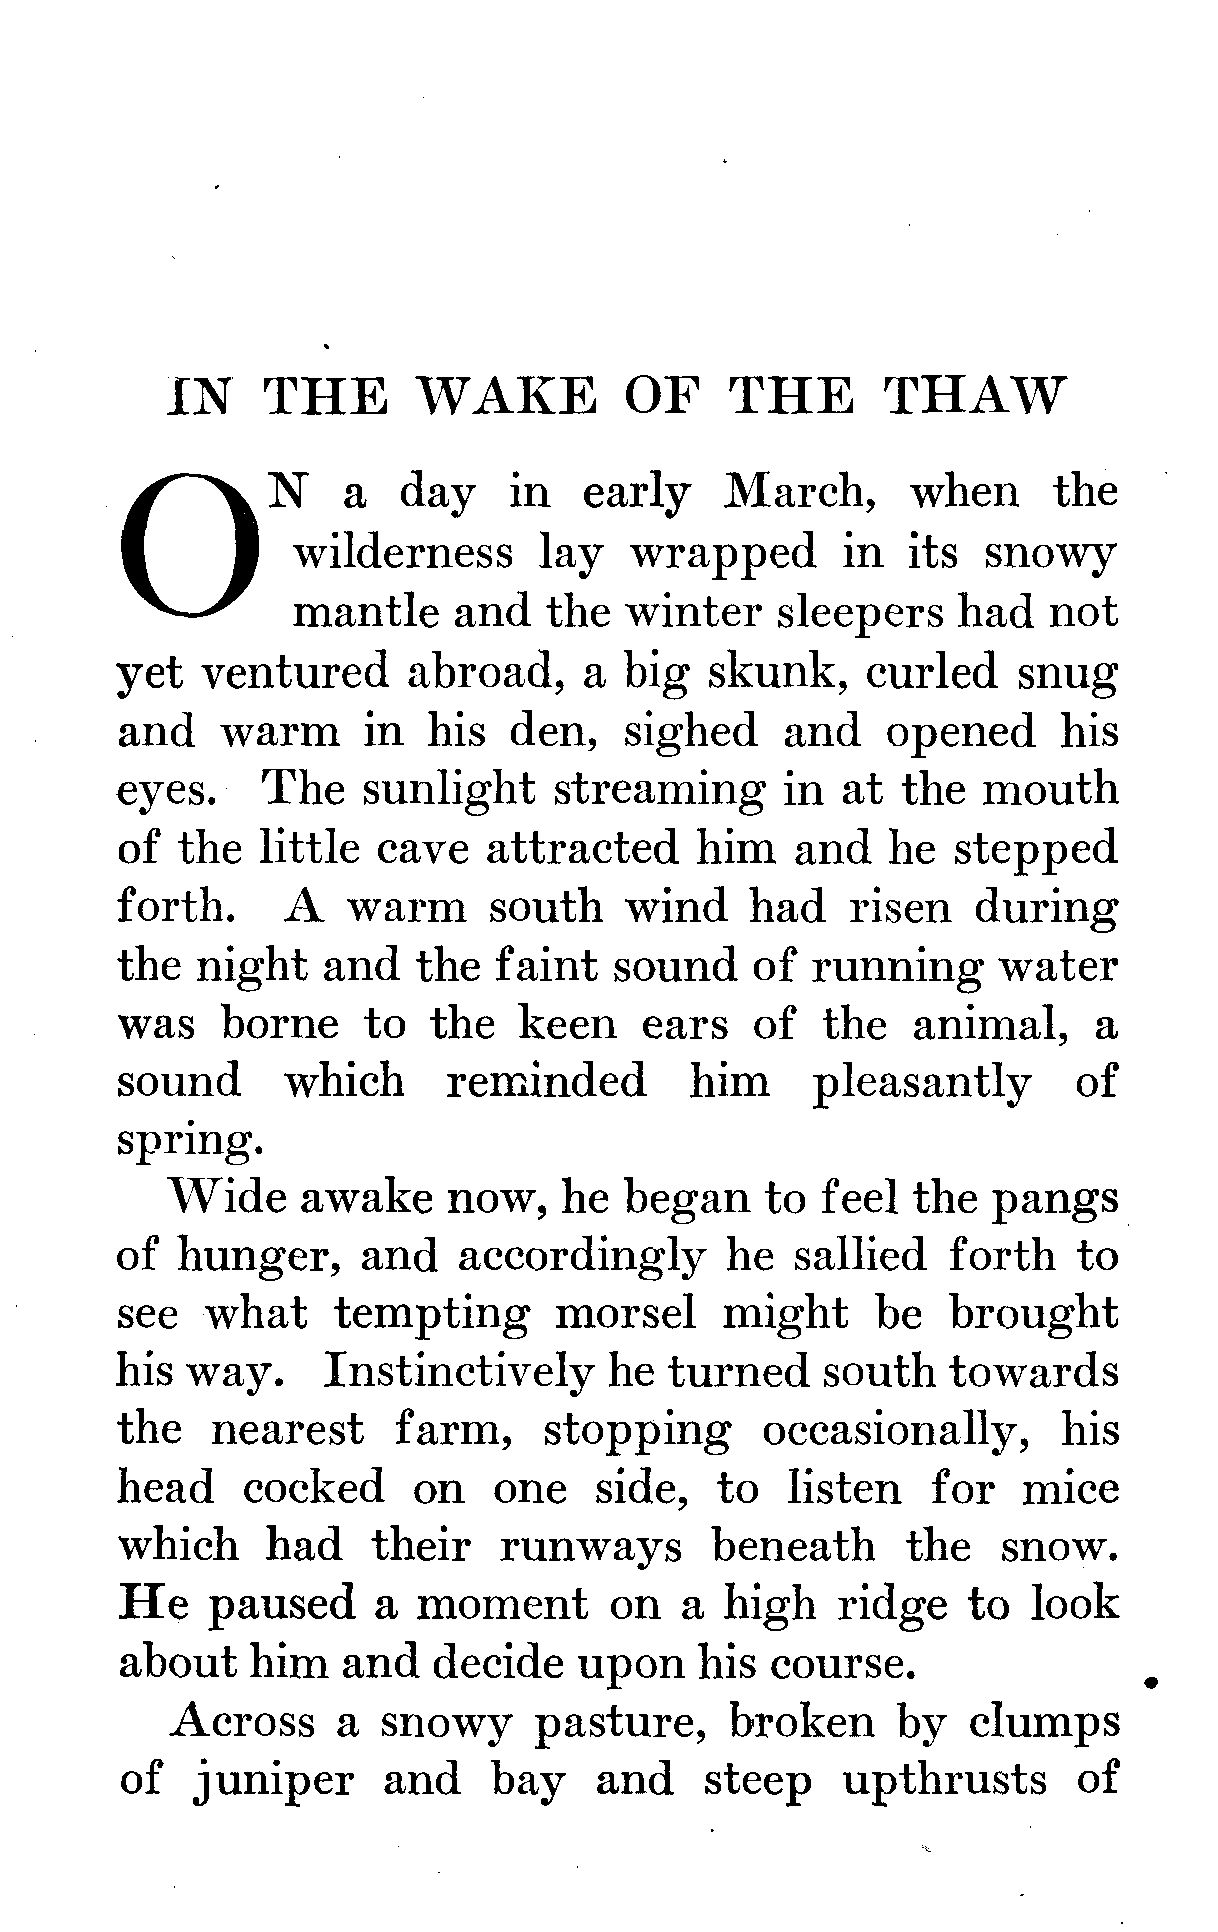 IN THE WAKE OF THE THAW
ON a day in early March, when the
wilderness lay wrapped in its snowy
mantle and the winter sleepers had not
yet ventured abroad, a big skunk, curled snug
and warm in his den, sighed and opened his
eyes. The sunlight streaming in at the mouth
of the little cave attracted him and he stepped
forth. A warm south wind had risen during
the night and the faint sound of running water
was borne to the keen ears of the animal, a
sound which reminded him pleasantly of
spring.
Wide awake now, he began to feel the pangs
of hunger, and accordingly he sallied forth to
see what tempting morsel might be brought
his way. Instinctively he turned south towards
the nearest farm, stopping occasionally, his
head cocked on one side, to listen for mice
which had their runways beneath the snow.
He paused a moment on a high ridge to look
about him and decide upon his course.
Across a snowy pasture, broken by clumps
of juniper and bay and steep upthrusts of